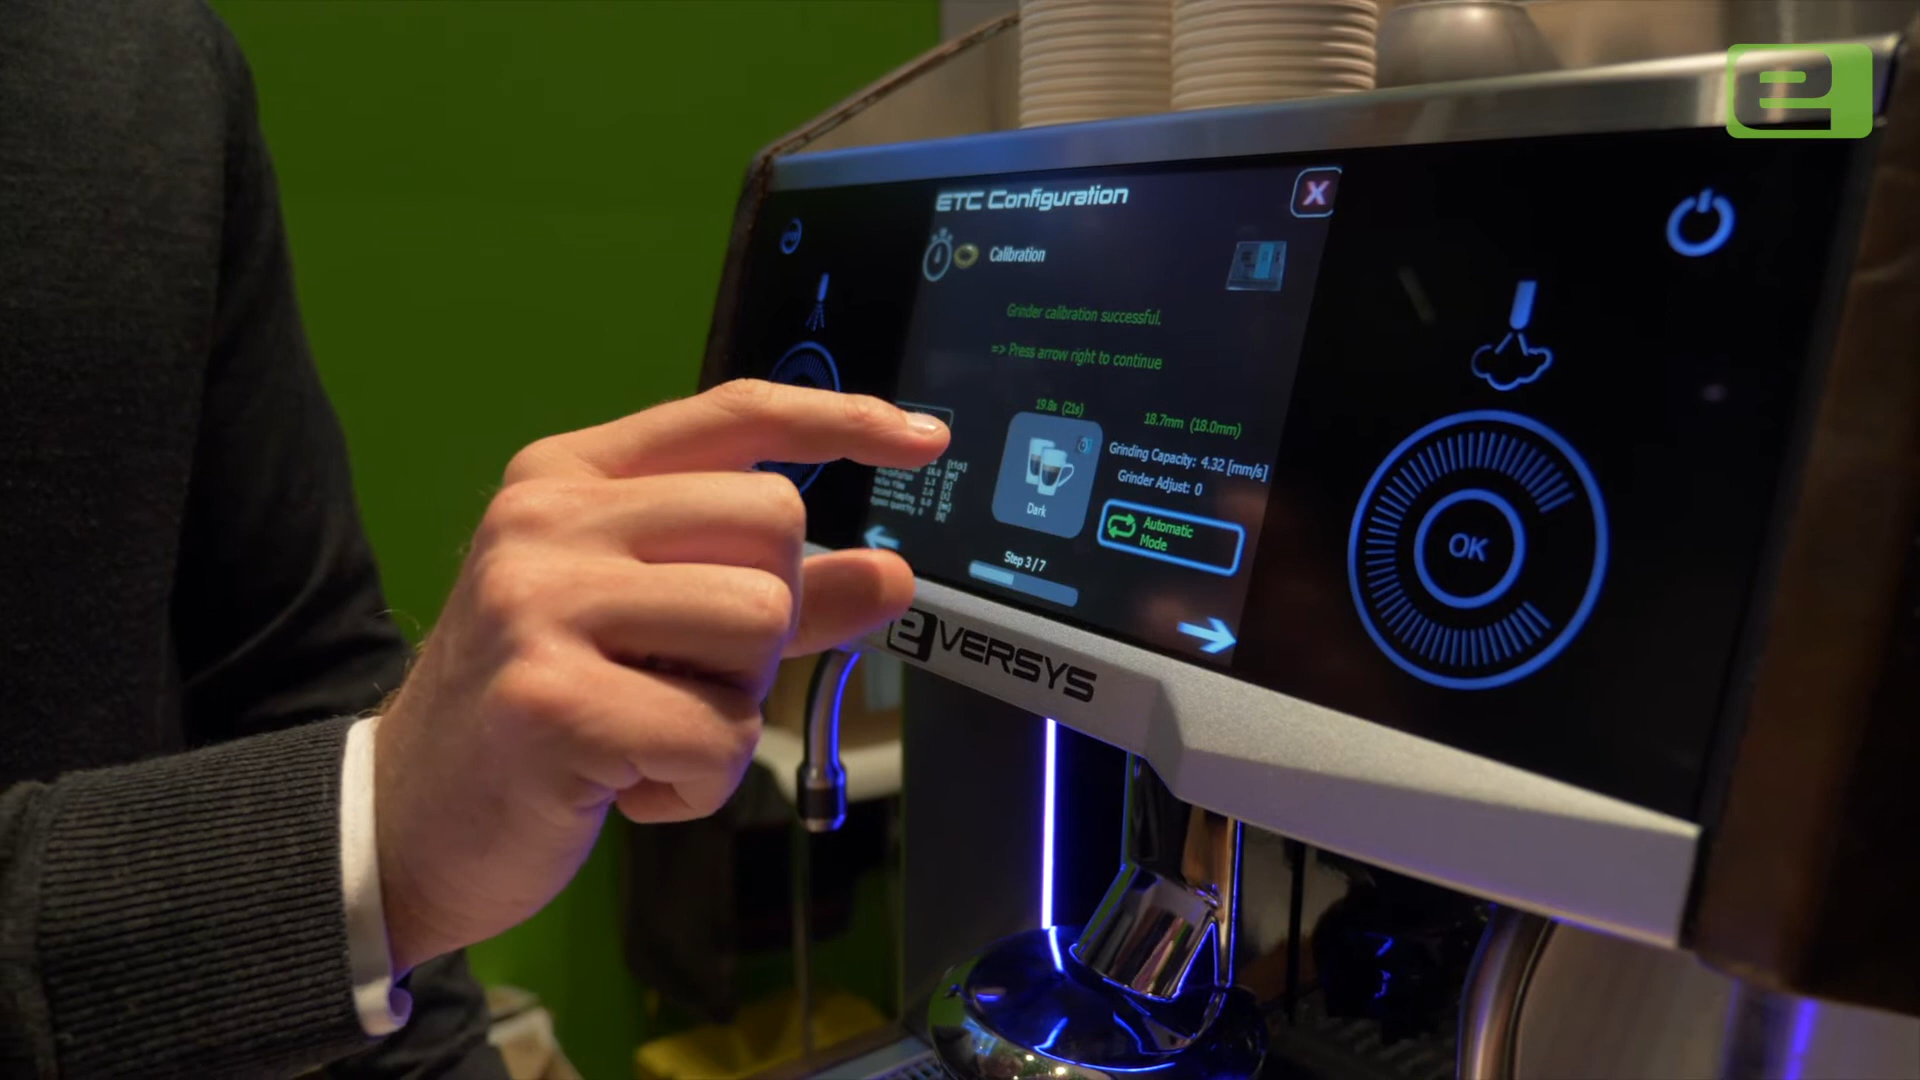 ETC Configuration
X
Calibration
Grinder calibration successful.
=> Press arrow right to continue
19.8s (21s)
18.7mm (18.0mm)
Grinding Capacity: 4.32 [mm/s]
Grinder Adjust: 0
Dark
Automatic
Mode
Step 3 / 7
OK
eVERSYS
e